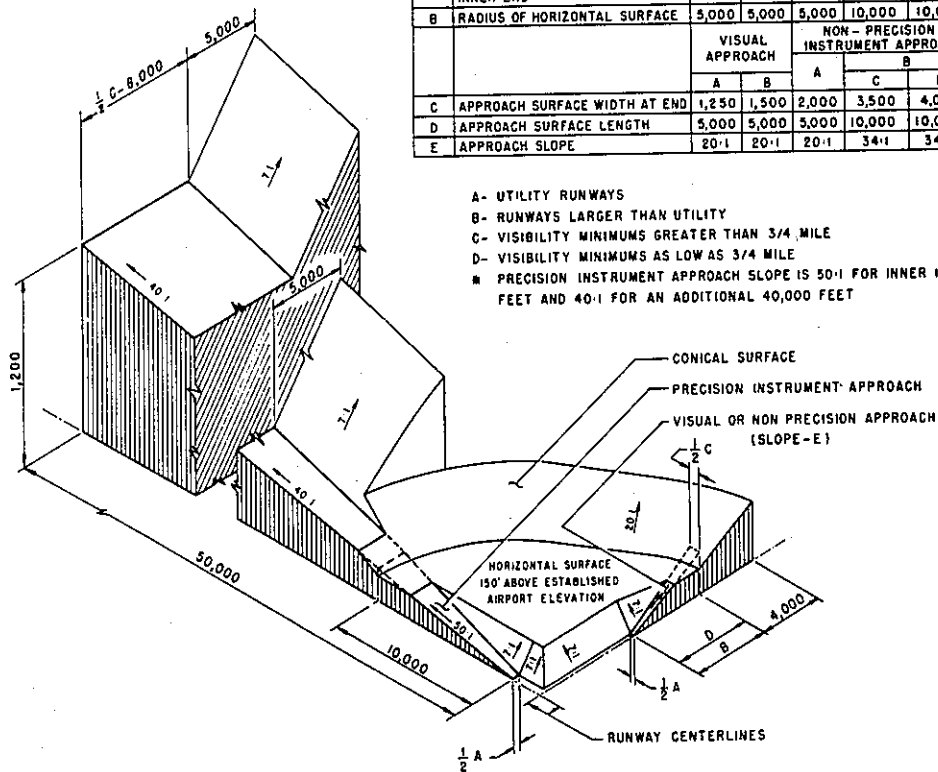 B RADIUS OF HORIZONTAL SURFACE 5,000 5,000 5,000 10,000
VISUAL APPROACH
NON-PRECISION
A B A B
C
C APPROACH SURFACE WIDTH AT END 1,250 1,500 2,000 3,500
D APPROACH SURFACE LENGTH 5,000 5,000 5,000 10,000
E APPROACH SLOPE 20:1 20:1 20:1 34:1
A- UTILITY RUNWAYS
B- RUNWAYS LARGER THAN UTILITY
C- VISIBILITY MINIMUMS GREATER THAN 3/4 MILE
D- VISIBILITY MINIMUMS AS LOW AS 3/4 MILE
* PRECISION INSTRUMENT APPROACH SLOPE IS 50:1 FOR INNER
FEET AND 40:1 FOR AN ADDITIONAL 40,000 FEET
5,000
1/2 C-8,000
7:1
40:1
5,000
1,200
7:1
CONICAL SURFACE
PRECISION INSTRUMENT APPROACH
VISUAL OR NON PRECISION APPROACH
(SLOPE-E)
1/2 C
40:1
20:1
50,000
HORIZONTAL SURFACE
150' ABOVE ESTABLISHED
AIRPORT ELEVATION
50:1
7:1
7:1
7:1
7:1
10,000
4,000
D
B
1/2 A
RUNWAY CENTERLINES
1/2 A